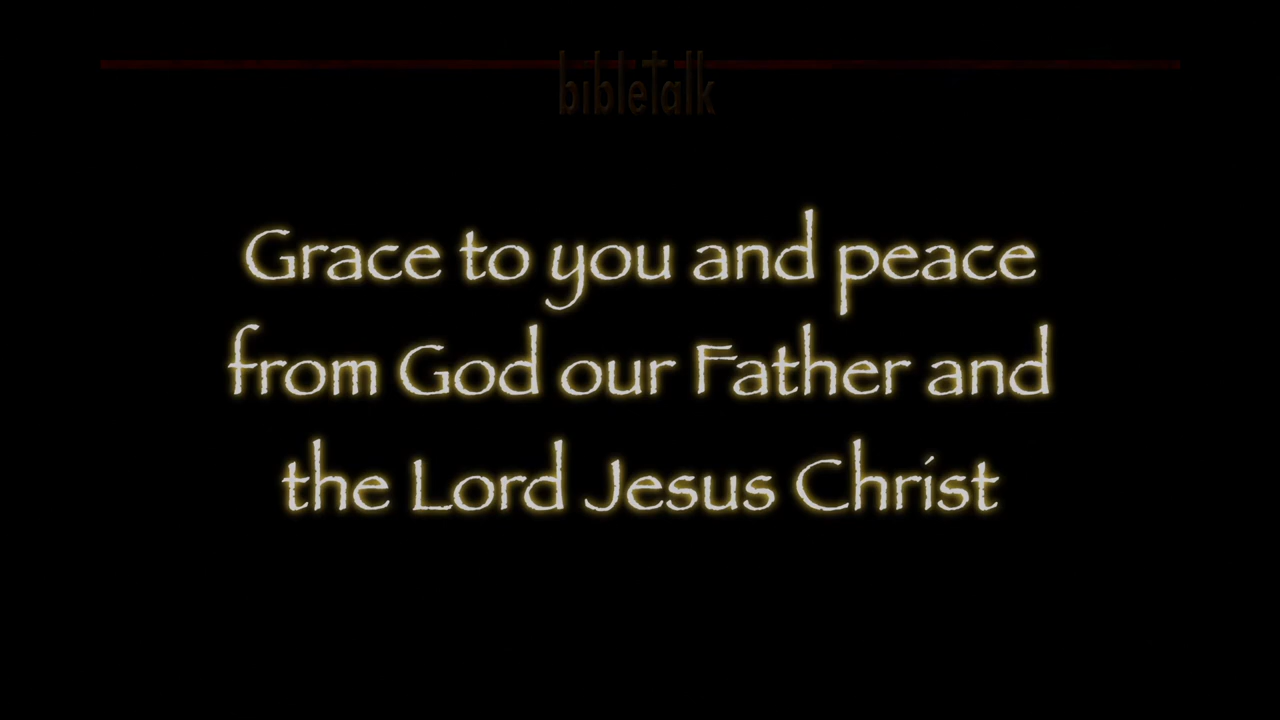 bibleTalk
Grace to you and peace
from God our Father and
the Lord Jesus Christ